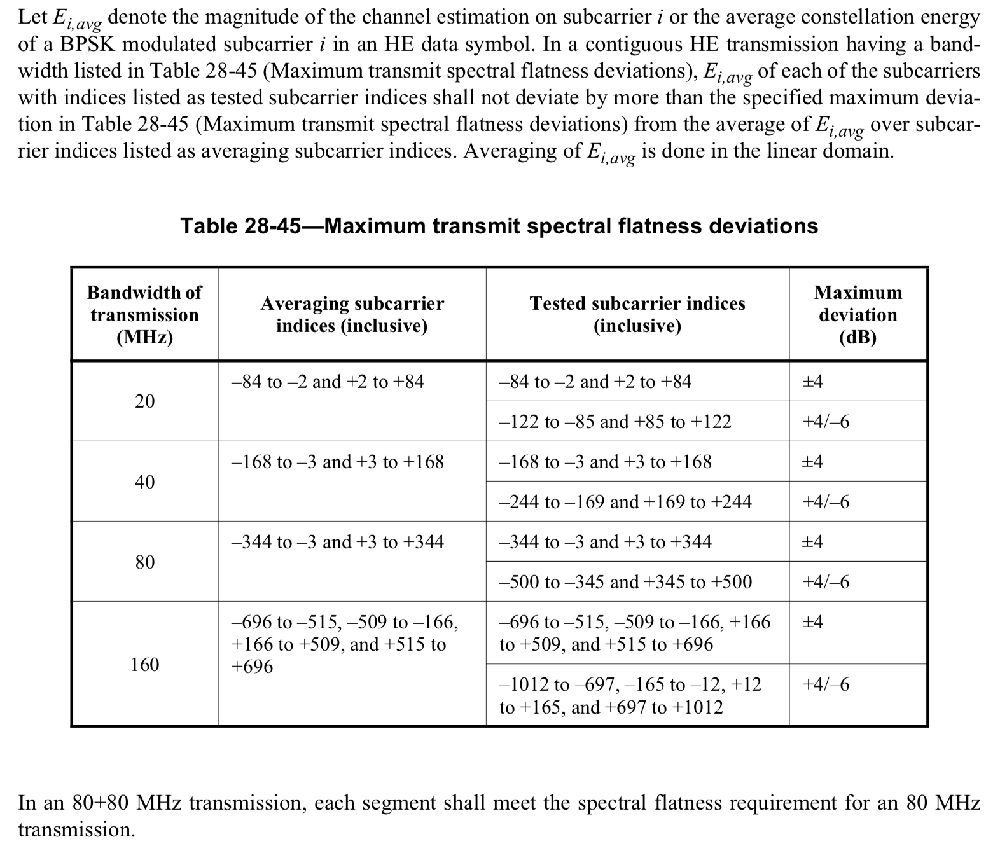 Let Ei,avg denote the magnitude of the channel estimation on subcarrier i or the average constellation energy
of a BPSK modulated subcarrier i in an HE data symbol. In a contiguous HE transmission having a band-
width listed in Table 28-45 (Maximum transmit spectral flatness deviations), Ei,avg of each of the subcarriers
with indices listed as tested subcarrier indices shall not deviate by more than the specified maximum devia-
tion in Table 28-45 (Maximum transmit spectral flatness deviations) from the average of Ei,avg over subcar-
rier indices listed as averaging subcarrier indices. Averaging of Ei,avg is done in the linear domain.
Table 28-45—Maximum transmit spectral flatness deviations
Bandwidth of
transmission
(MHz)
Averaging subcarrier
indices (inclusive)
Tested subcarrier indices
(inclusive)
Maximum
deviation
(dB)
20
–84 to –2 and +2 to +84
–84 to –2 and +2 to +84
±4
–122 to –85 and +85 to +122
+4/–6
40
–168 to –3 and +3 to +168
–168 to –3 and +3 to +168
±4
–244 to –169 and +169 to +244
+4/–6
80
–344 to –3 and +3 to +344
–344 to –3 and +3 to +344
±4
–500 to –345 and +345 to +500
+4/–6
160
–696 to –515, –509 to –166,
+166 to +509, and +515 to
+696
–696 to –515, –509 to –166, +166
to +509, and +515 to +696
±4
–1012 to –697, –165 to –12, +12
to +165, and +697 to +1012
+4/–6
In an 80+80 MHz transmission, each segment shall meet the spectral flatness requirement for an 80 MHz
transmission.